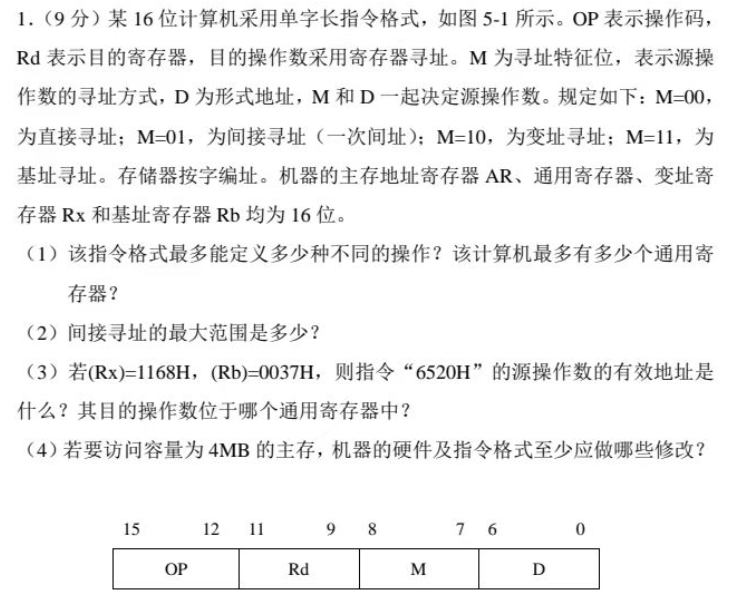 1.（9 分）某 16 位计算机采用单字长指令格式，如图 5-1 所示。OP 表示操作码，
Rd 表示目的寄存器，目的操作数采用寄存器寻址。M 为寻址特征位，表示源操
作数的寻址方式，D 为形式地址，M 和 D 一起决定源操作数。规定如下：M=00，
为直接寻址；M=01，为间接寻址（一次间址）；M=10，为变址寻址；M=11，为
基址寻址。存储器按字编址。机器的主存地址寄存器 AR、通用寄存器、变址寄
存器 Rx 和基址寄存器 Rb 均为 16 位。
（1）该指令格式最多能定义多少种不同的操作？该计算机最多有多少个通用寄
存器？
（2）间接寻址的最大范围是多少？
（3）若(Rx)=1168H，(Rb)=0037H，则指令“6520H”的源操作数的有效地址是
什么？其目的操作数位于哪个通用寄存器中？
（4）若要访问容量为 4MB 的主存，机器的硬件及指令格式至少应做哪些修改？
15 12 11 9 8 7 6 0
OP Rd M D